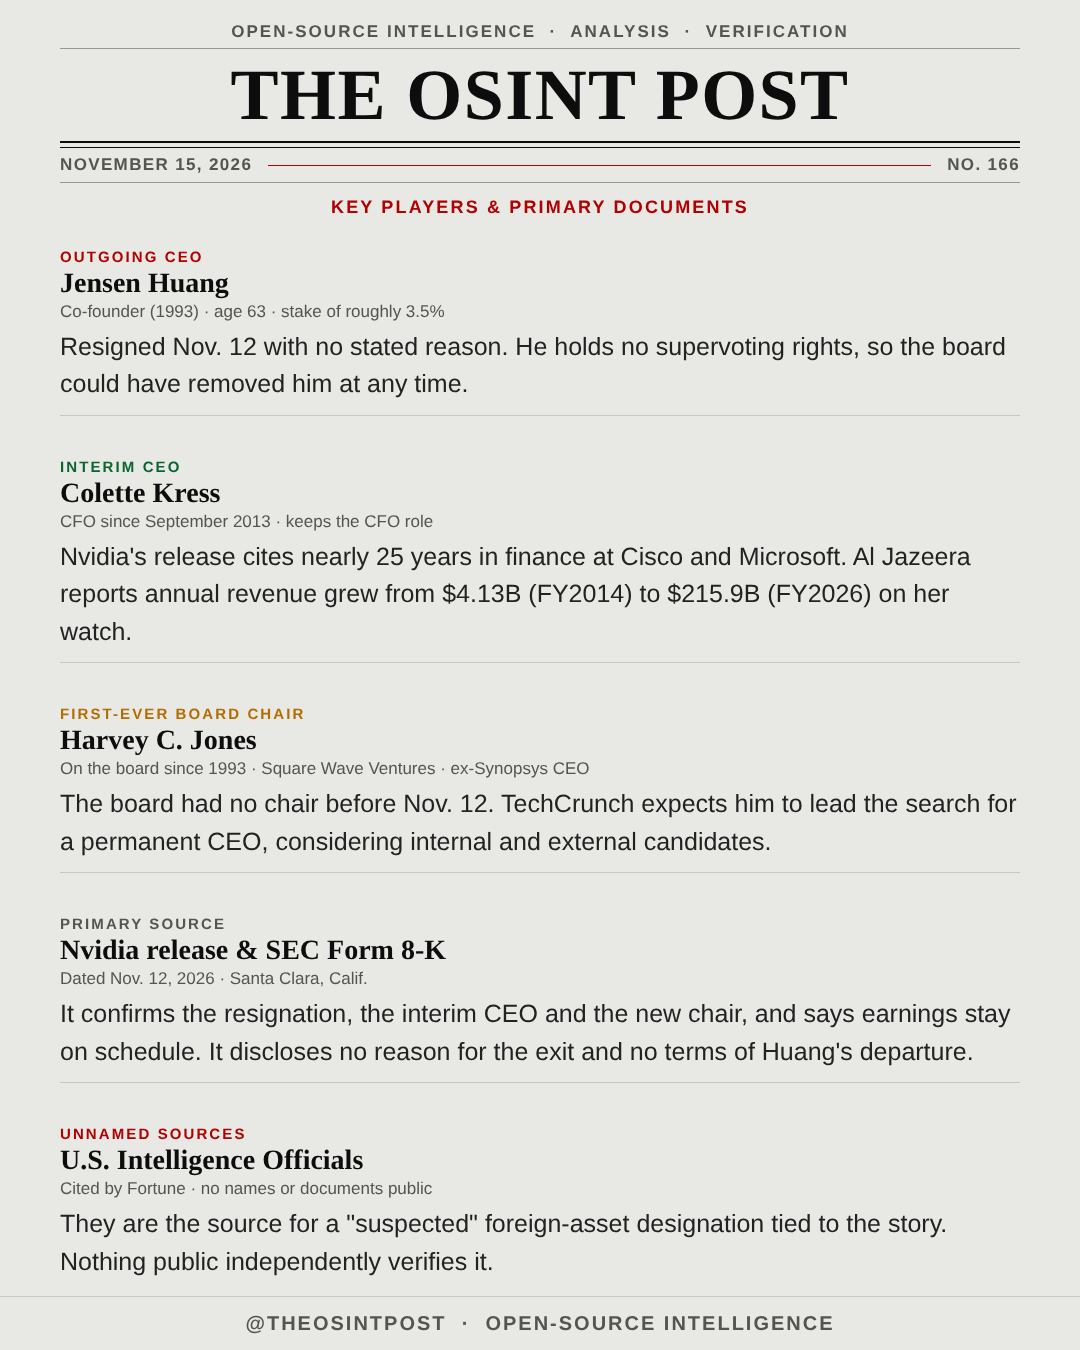 OPEN-SOURCE INTELLIGENCE · ANALYSIS · VERIFICATION
THE OSINT POST
NOVEMBER 15, 2026 NO. 166
KEY PLAYERS & PRIMARY DOCUMENTS
OUTGOING CEO
Jensen Huang
Co-founder (1993) · age 63 · stake of roughly 3.5%
Resigned Nov. 12 with no stated reason. He holds no supervoting rights, so the board
could have removed him at any time.
INTERIM CEO
Colette Kress
CFO since September 2013 · keeps the CFO role
Nvidia's release cites nearly 25 years in finance at Cisco and Microsoft. Al Jazeera
reports annual revenue grew from $4.13B (FY2014) to $215.9B (FY2026) on her
watch.
FIRST-EVER BOARD CHAIR
Harvey C. Jones
On the board since 1993 · Square Wave Ventures · ex-Synopsys CEO
The board had no chair before Nov. 12. TechCrunch expects him to lead the search for
a permanent CEO, considering internal and external candidates.
PRIMARY SOURCE
Nvidia release & SEC Form 8-K
Dated Nov. 12, 2026 · Santa Clara, Calif.
It confirms the resignation, the interim CEO and the new chair, and says earnings stay
on schedule. It discloses no reason for the exit and no terms of Huang's departure.
UNNAMED SOURCES
U.S. Intelligence Officials
Cited by Fortune · no names or documents public
They are the source for a "suspected" foreign-asset designation tied to the story.
Nothing public independently verifies it.
@THEOSINTPOST · OPEN-SOURCE INTELLIGENCE